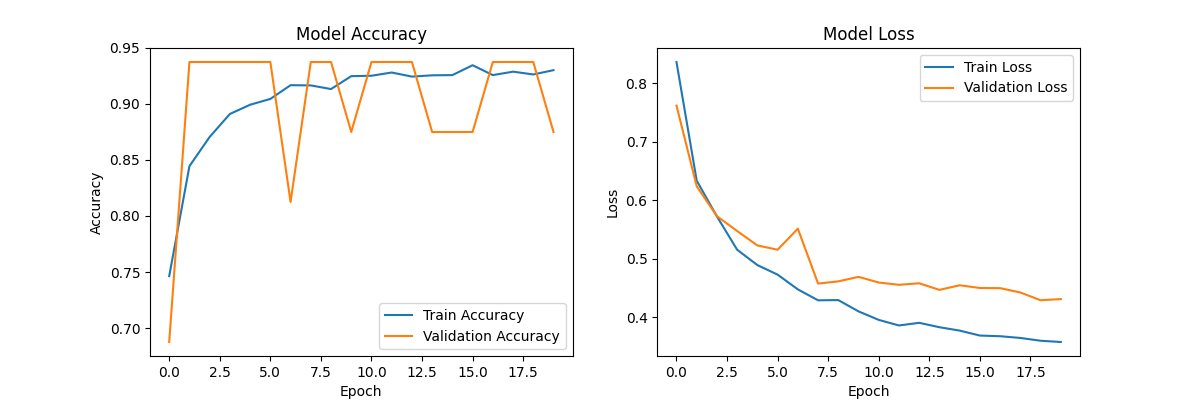 Model Accuracy
0.95
0.90
0.85
0.80
0.75
0.70
Accuracy
0.0 2.5 5.0 7.5 10.0 12.5 15.0 17.5
Epoch
Train Accuracy
Validation Accuracy
Model Loss
0.8
0.7
0.6
0.5
0.4
Loss
0.0 2.5 5.0 7.5 10.0 12.5 15.0 17.5
Epoch
Train Loss
Validation Loss